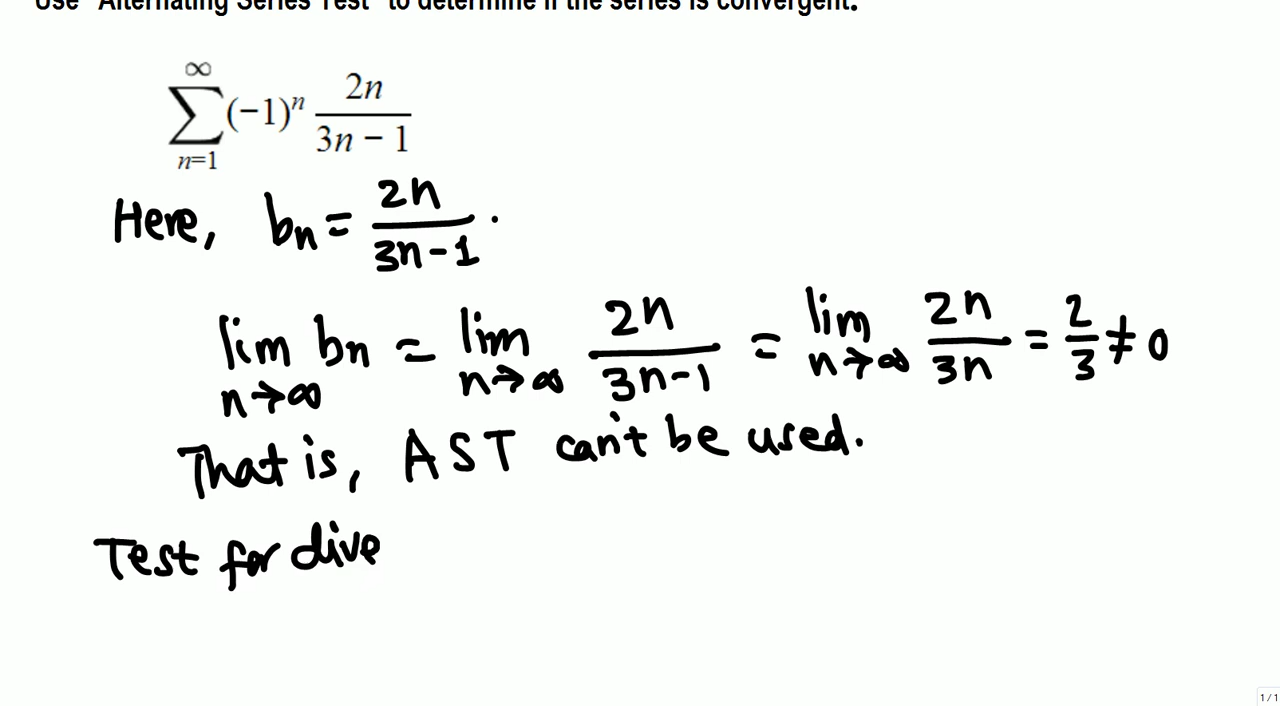 Use "Alternating Series Test" to determine if the series is convergent.
∑_{n=1}^{∞} (−1)^n 2n/(3n − 1)
Here, bn = 2n/(3n-1).
lim_{n→∞} bn = lim_{n→∞} 2n/(3n-1) = lim_{n→∞} 2n/3n = 2/3 ≠ 0
That is, AST can't be used.
Test for dive
1/1